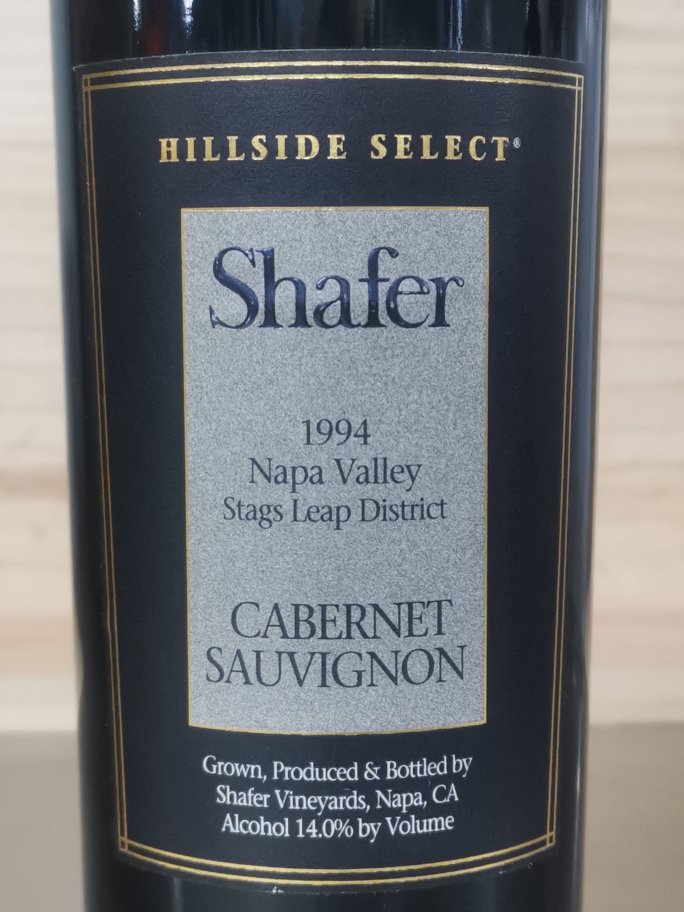 HILLSIDE SELECT®
Shafer
1994
Napa Valley
Stags Leap District
CABERNET
SAUVIGNON
Grown, Produced & Bottled by
Shafer Vineyards, Napa, CA
Alcohol 14.0% by Volume